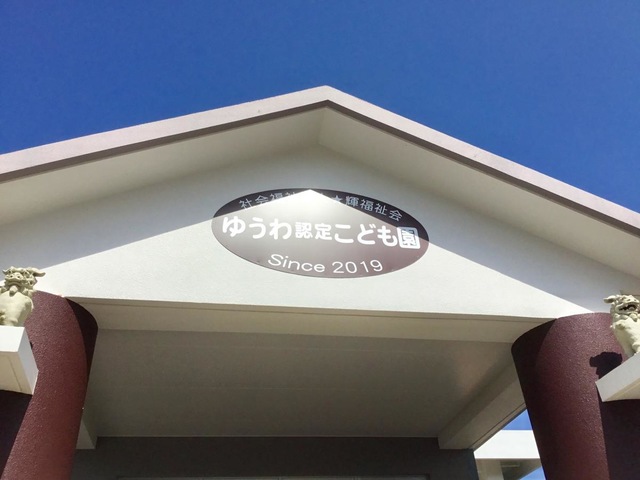 社会福祉 輝福祉会
ゆうわ認定こども園
Since 2019